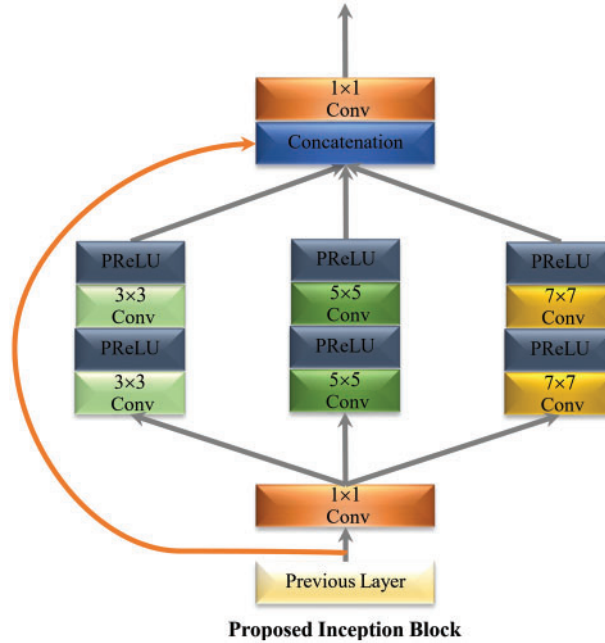 1×1
Conv
Concatenation
PReLU
3×3
Conv
PReLU
3×3
Conv
PReLU
5×5
Conv
PReLU
5×5
Conv
PReLU
7×7
Conv
PReLU
7×7
Conv
1×1
Conv
Previous Layer
Proposed Inception Block